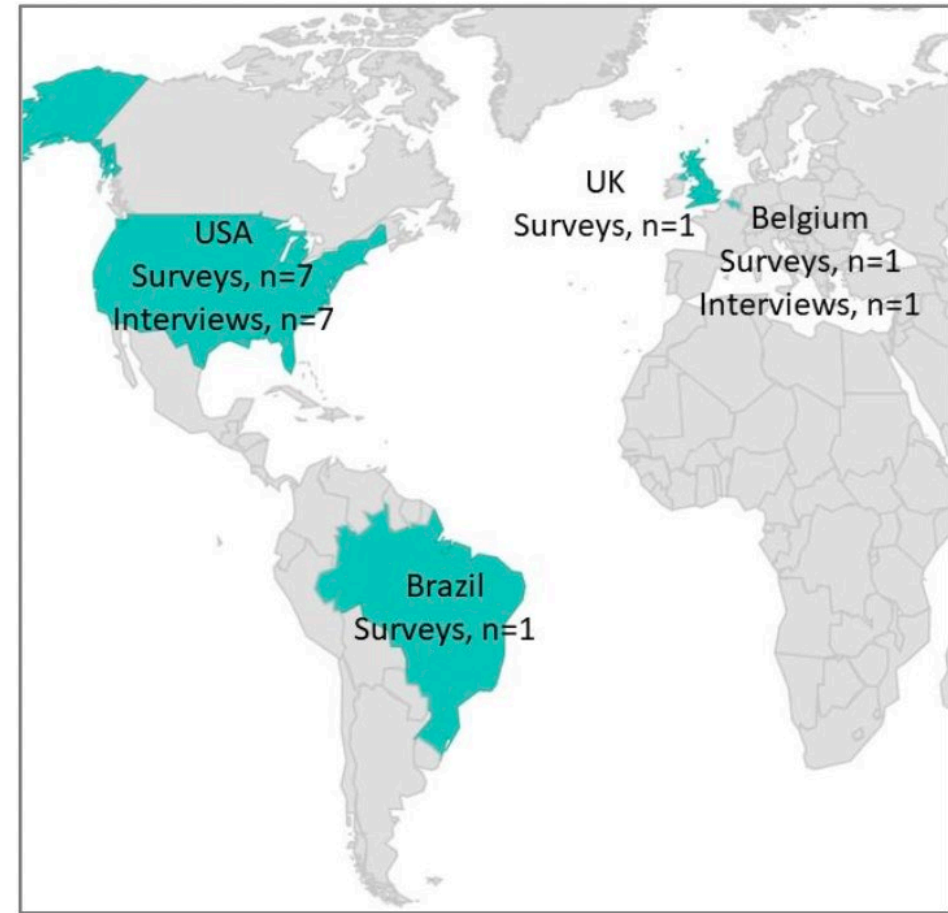 USA
Surveys, n=7
Interviews, n=7
UK
Surveys, n=1
Belgium
Surveys, n=1
Interviews, n=1
Brazil
Surveys, n=1